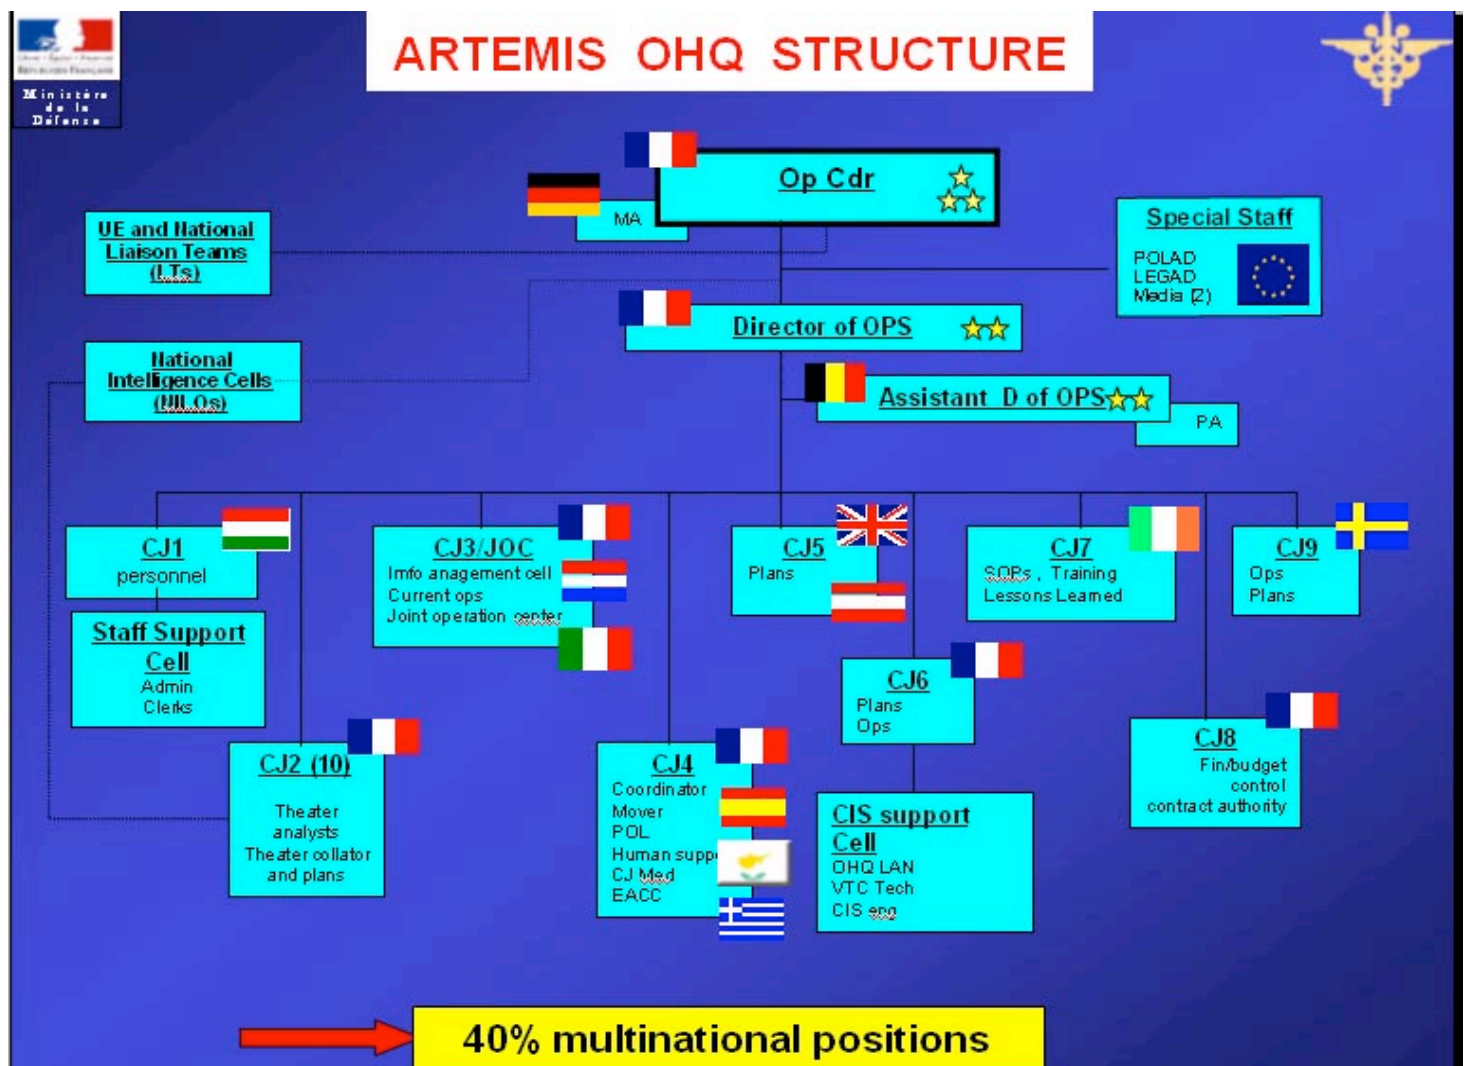 Ministère
de la
Défense
ARTEMIS OHQ STRUCTURE
Op Cdr
MA
UE and National
Liaison Teams
(LTs)
Special Staff
POLAD
LEGAD
Media (2)
Director of OPS
National
Intelligence Cells
(NILOs)
Assistant D of OPS
PA
CJ1
personnel
Staff Support
Cell
Admin
Clerks
CJ2 (10)
Theater
analysts
Theater collator
and plans
CJ3/JOC
Imfo anagement cell
Current ops
Joint operation center
CJ4
Coordinator
Mover
POL
Human supp
CJ Med
EACC
CJ5
Plans
CJ6
Plans
Ops
CIS support
Cell
OHQ LAN
VTC Tech
CIS eng
CJ7
SOPs , Training
Lessons Learned
CJ8
Fin/budget
control
contract authority
CJ9
Ops
Plans
40% multinational positions